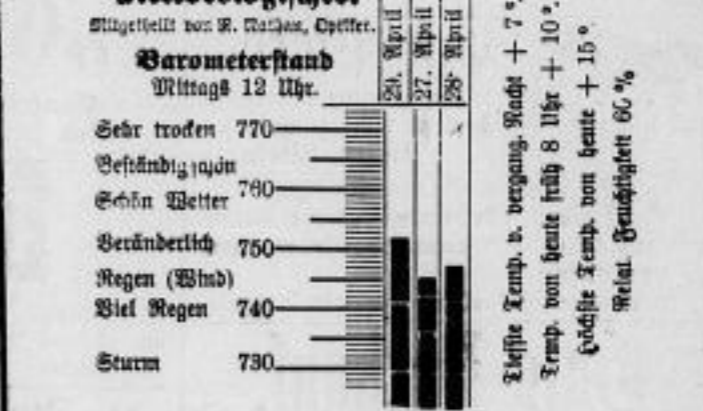 Mitgetheilt von R. Nathan, Optiker.
Barometerstand
Mittags 12 Uhr.
29. April
27. April
28. April
Sehr trocken 770
Beständig schön
760
Schön Wetter
Veränderlich 750
Regen (Wind)
Viel Regen 740
Sturm 730
Tiefste Temp. v. vergang. Nacht + 7°.
Temp. von heute früh 8 Uhr + 10°.
Höchste Temp. von heute + 15°
Relat. Feuchtigkeit 60 %